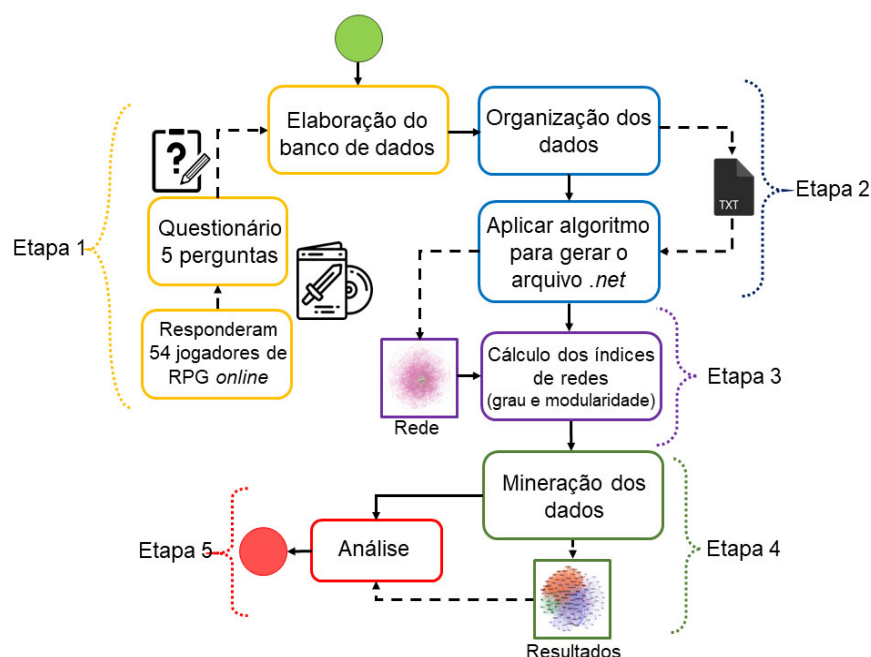 Elaboração do
banco de dados
Organização dos
dados
TXT
Etapa 2
Etapa 1
Questionário
5 perguntas
Aplicar algoritmo
para gerar o
arquivo .net
Responderam
54 jogadores de
RPG online
Rede
Cálculo dos índices
de redes
(grau e modularidade)
Etapa 3
Mineração dos
dados
Etapa 4
Etapa 5
Análise
Resultados